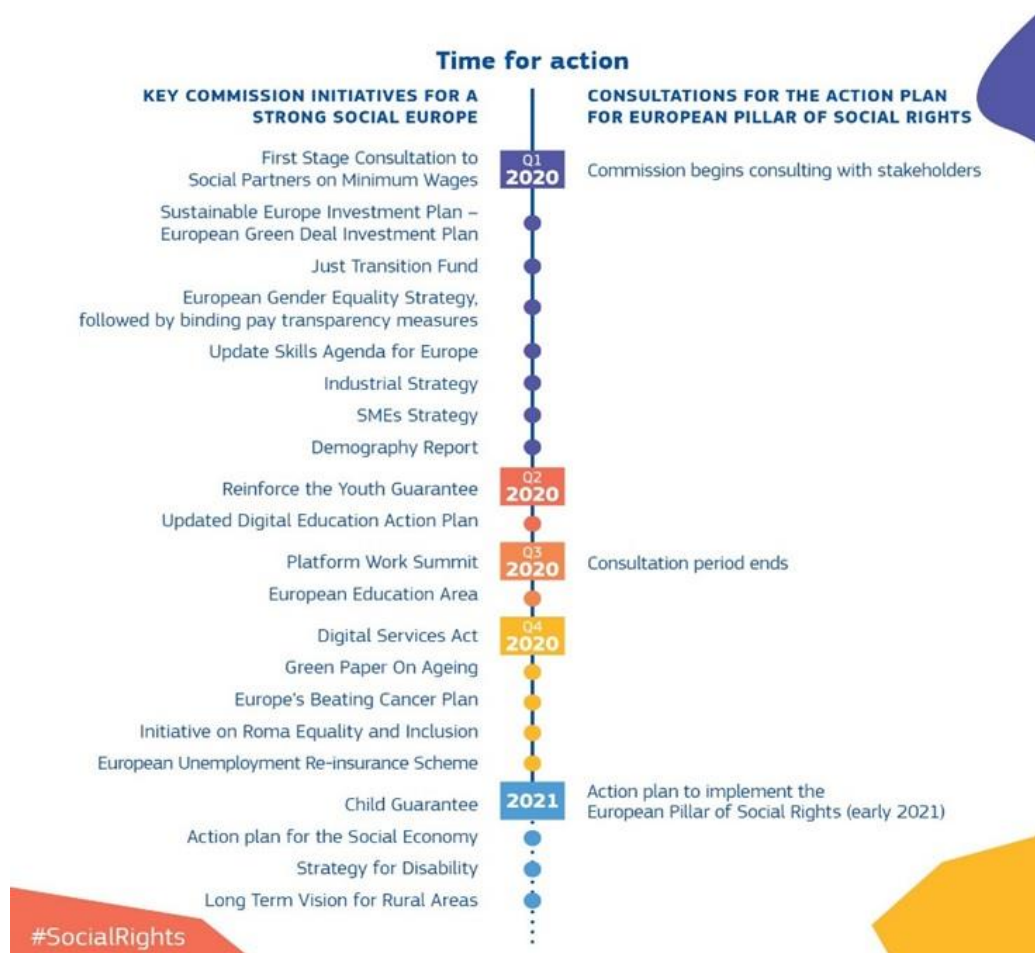 Time for action
KEY COMMISSION INITIATIVES FOR A
STRONG SOCIAL EUROPE
CONSULTATIONS FOR THE ACTION PLAN
FOR EUROPEAN PILLAR OF SOCIAL RIGHTS
First Stage Consultation to
Social Partners on Minimum Wages
Q1
2020
Commission begins consulting with stakeholders
Sustainable Europe Investment Plan –
European Green Deal Investment Plan
Just Transition Fund
European Gender Equality Strategy,
followed by binding pay transparency measures
Update Skills Agenda for Europe
Industrial Strategy
SMEs Strategy
Demography Report
Reinforce the Youth Guarantee
Q2
2020
Updated Digital Education Action Plan
Platform Work Summit
Q3
2020
Consultation period ends
European Education Area
Digital Services Act
Q4
2020
Green Paper On Ageing
Europe's Beating Cancer Plan
Initiative on Roma Equality and Inclusion
European Unemployment Re-insurance Scheme
Child Guarantee
2021
Action plan to implement the
European Pillar of Social Rights (early 2021)
Action plan for the Social Economy
Strategy for Disability
Long Term Vision for Rural Areas
#SocialRights